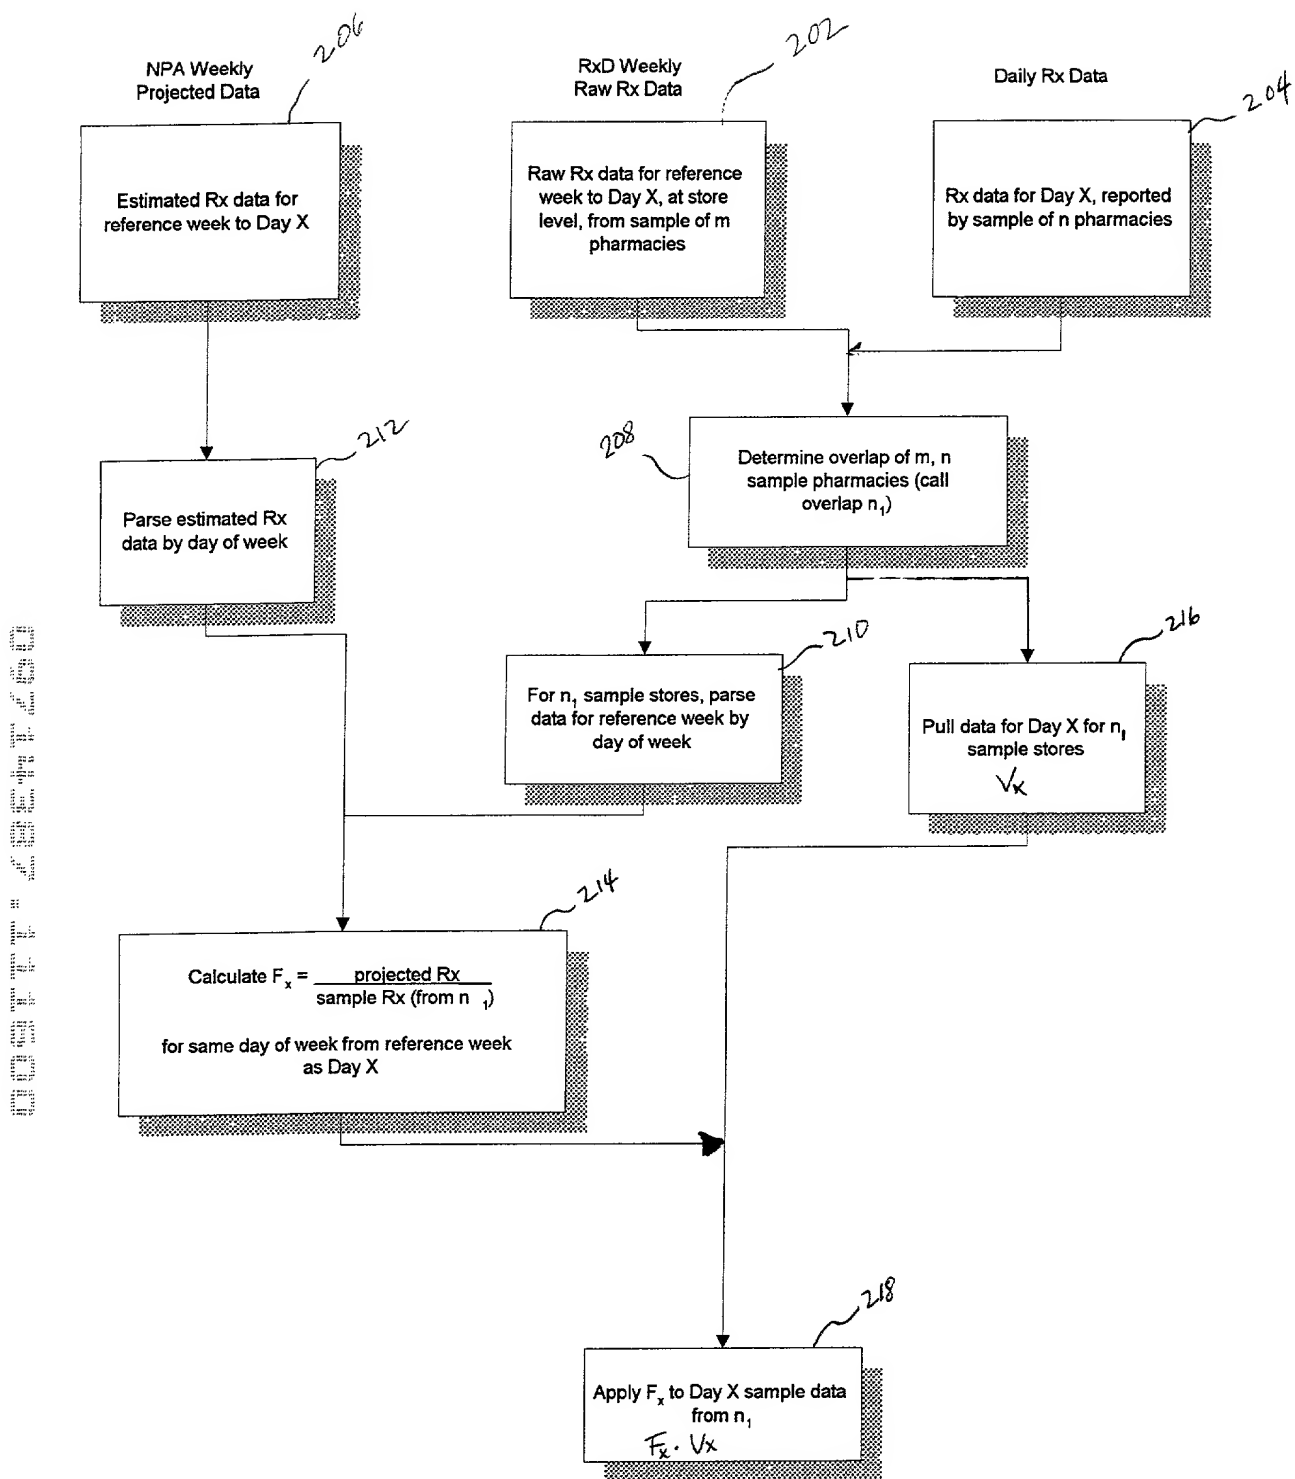 206
NPA Weekly
Projected Data
202
RxD Weekly
Raw Rx Data
Daily Rx Data
204
Estimated Rx data for
reference week to Day X
Raw Rx data for reference
week to Day X, at store
level, from sample of m
pharmacies
Rx data for Day X, reported
by sample of n pharmacies
212
Parse estimated Rx
data by day of week
208
Determine overlap of m, n
sample pharmacies (call
overlap n₁)
210
For n₁ sample stores, parse
data for reference week by
day of week
216
Pull data for Day X for n₁
sample stores
Vx
214
Calculate Fₓ = projected Rx
sample Rx (from n ₁)
for same day of week from reference week
as Day X
218
Apply Fₓ to Day X sample data
from n₁
Fx · Vx